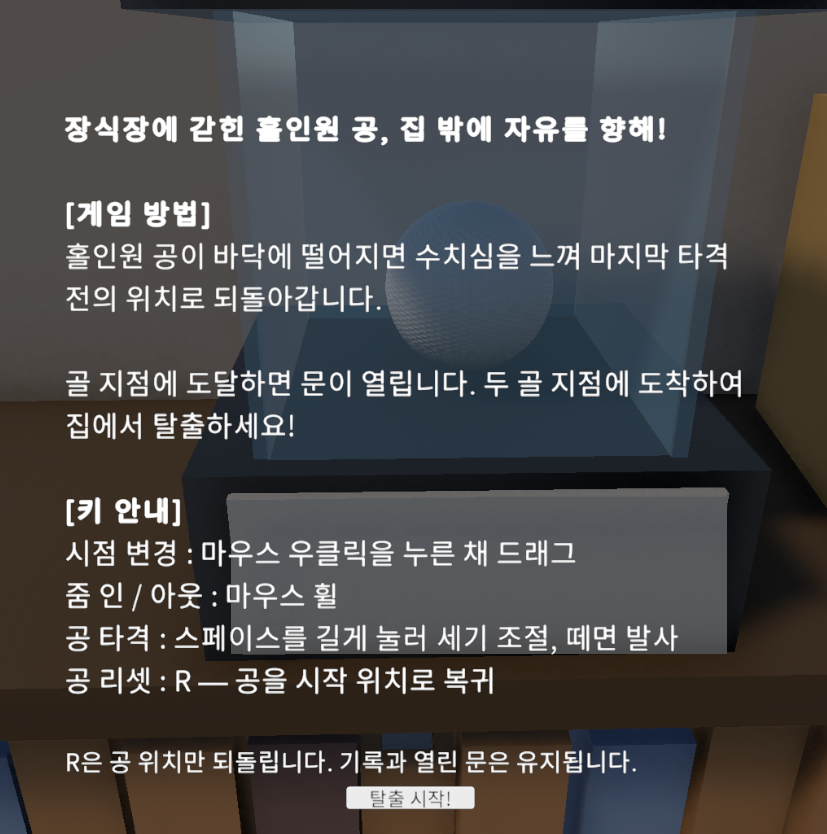 장식장에 갇힌 홀인원 공, 집 밖에 자유를 향해!
[게임 방법]
홀인원 공이 바닥에 떨어지면 수치심을 느껴 마지막 타격
전의 위치로 되돌아갑니다.
골 지점에 도달하면 문이 열립니다. 두 골 지점에 도착하여
집에서 탈출하세요!
[키 안내]
시점 변경 : 마우스 우클릭을 누른 채 드래그
줌 인 / 아웃 : 마우스 휠
공 타격 : 스페이스를 길게 눌러 세기 조절, 떼면 발사
공 리셋 : R — 공을 시작 위치로 복귀
R은 공 위치만 되돌립니다. 기록과 열린 문은 유지됩니다.
탈출 시작!